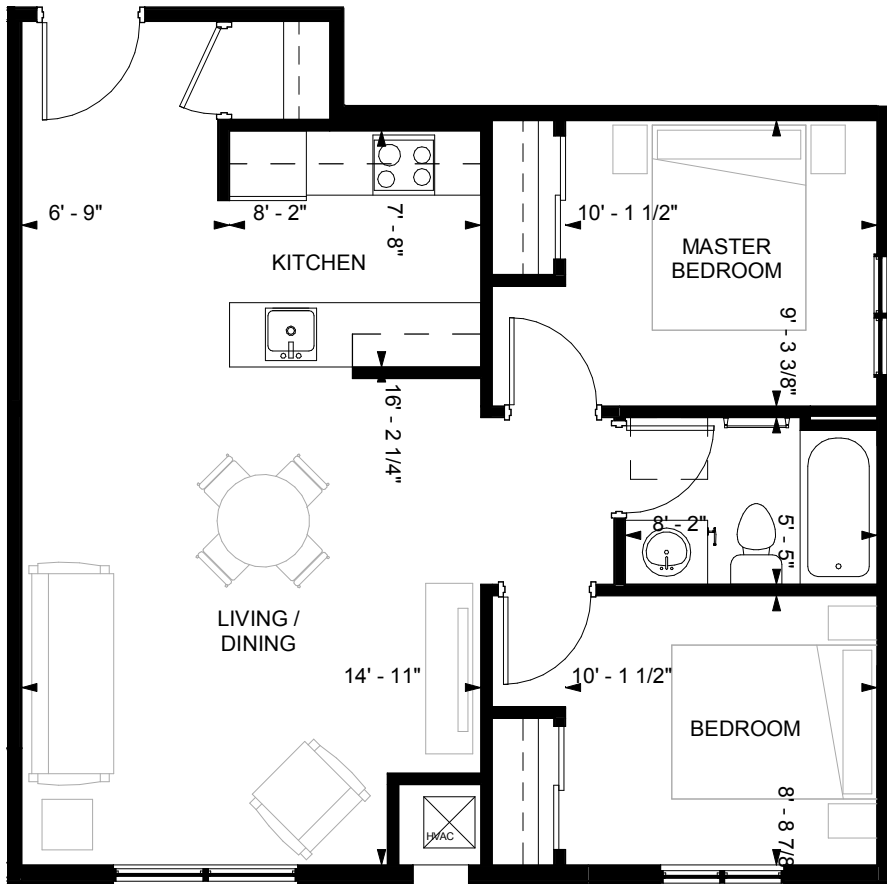 6' - 9"
8' - 2"
7' - 8"
10' - 1 1/2"
KITCHEN
MASTER
BEDROOM
9' - 3 3/8"
16' - 2 1/4"
8' - 2"
5' - 5"
LIVING /
DINING
14' - 11"
10' - 1 1/2"
BEDROOM
8' - 8 7/8
HVAC